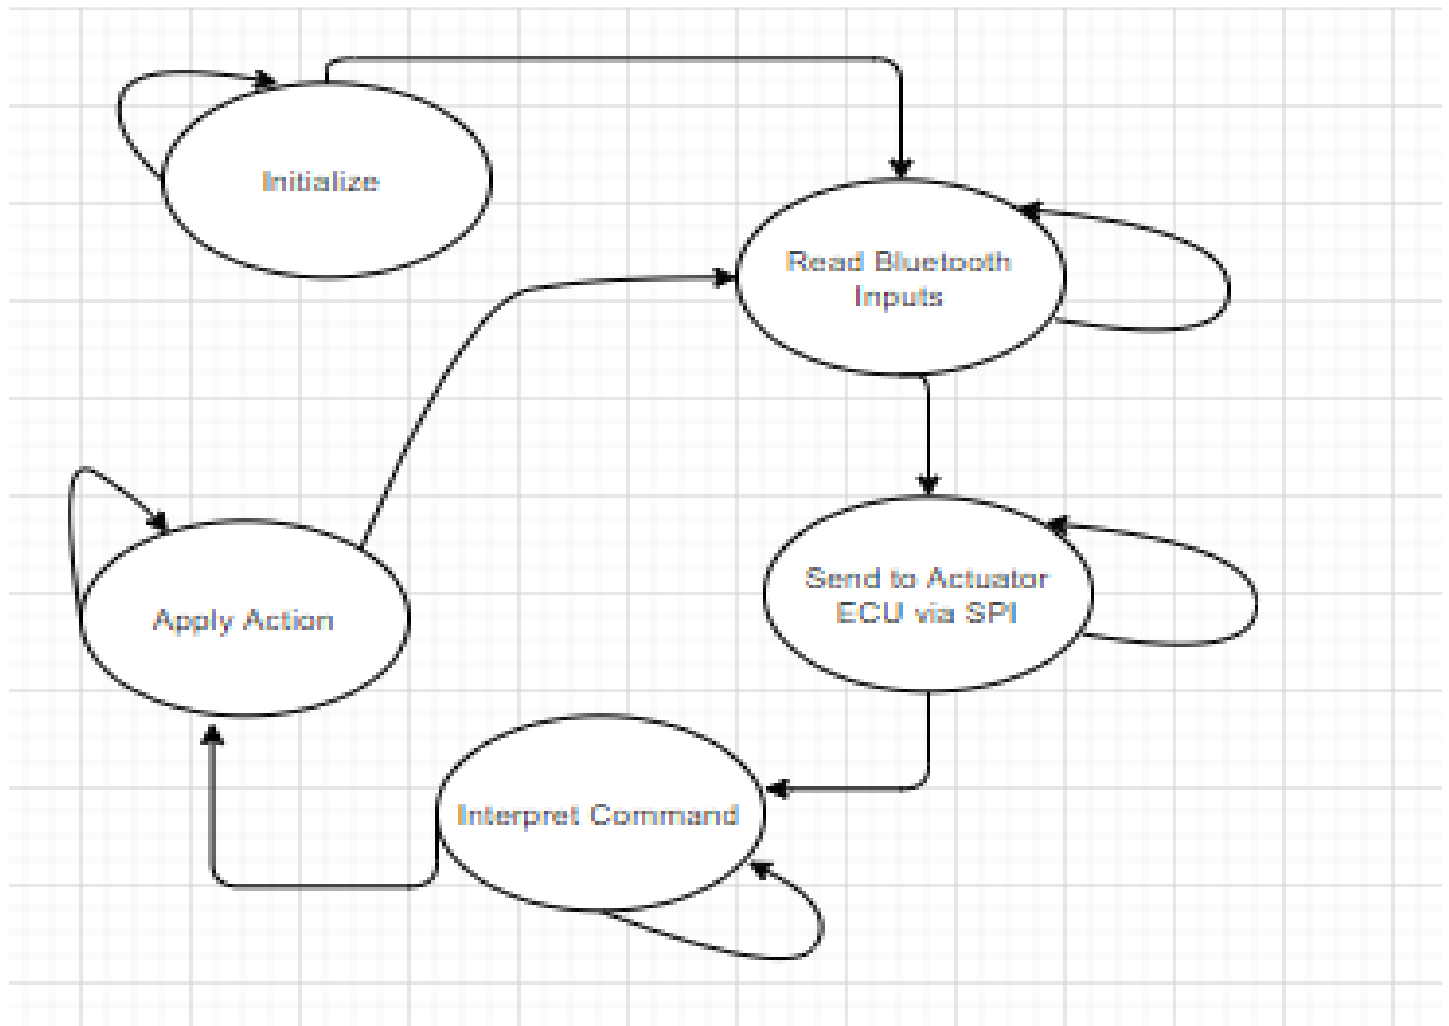 Initialize
Read Bluetooth
Inputs
Send to Actuator
ECU via SPI
Apply Action
Interpret Command